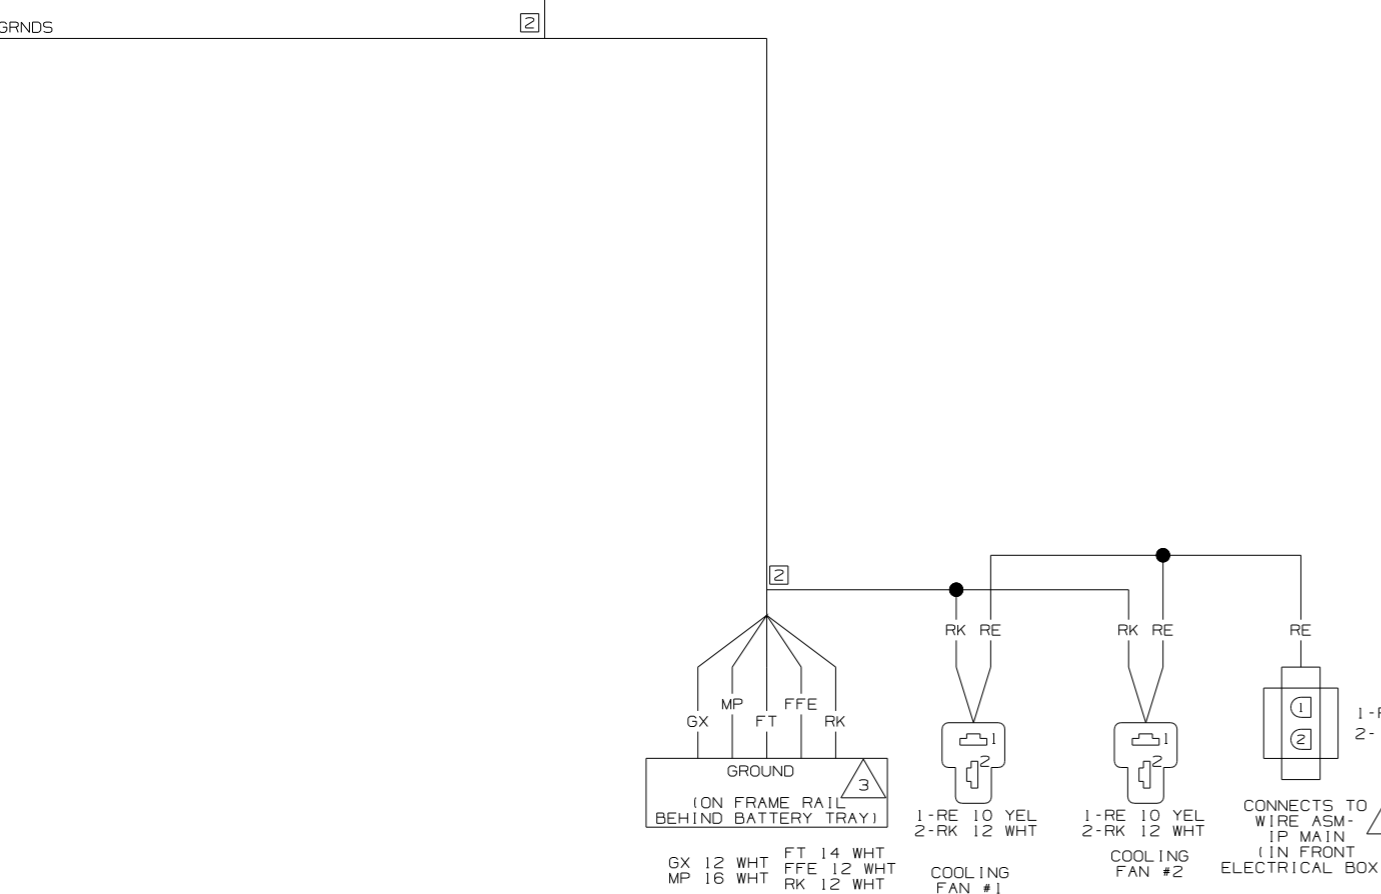 GRNDS
2
2
RK RE
RK RE
RE
GX
MP
FT
FFE
RK
GROUND
3
(ON FRAME RAIL
BEHIND BATTERY TRAY)
GX 12 WHT
MP 16 WHT
FT 14 WHT
FFE 12 WHT
RK 12 WHT
1
2
1-RE 10 YEL
2-RK 12 WHT
COOLING
FAN #1
1
2
1-RE 10 YEL
2-RK 12 WHT
COOLING
FAN #2
1
2
2-
CONNECTS TO
WIRE ASM-
IP MAIN
(IN FRONT
ELECTRICAL BOX